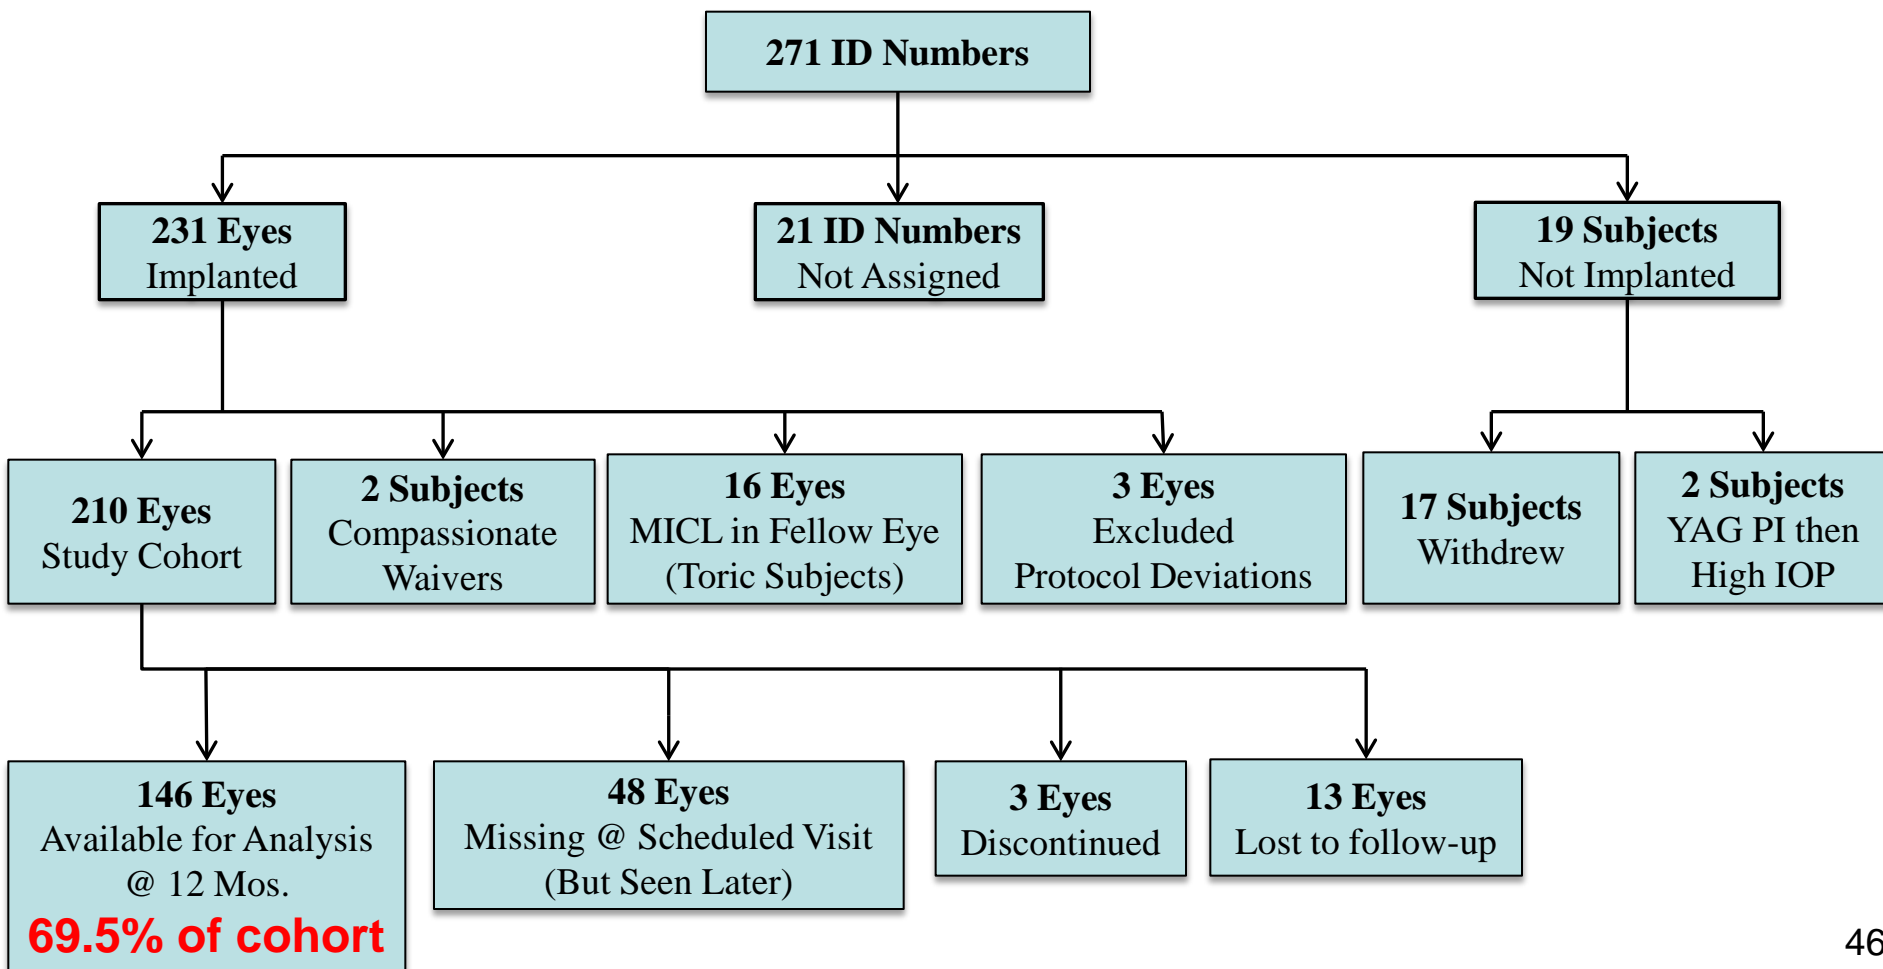 271 ID Numbers
231 Eyes
Implanted
21 ID Numbers
Not Assigned
19 Subjects
Not Implanted
210 Eyes
Study Cohort
2 Subjects
Compassionate
Waivers
16 Eyes
MICL in Fellow Eye
(Toric Subjects)
3 Eyes
Excluded
Protocol Deviations
17 Subjects
Withdrew
2 Subjects
YAG PI then
High IOP
146 Eyes
Available for Analysis
@ 12 Mos.
69.5% of cohort
48 Eyes
Missing @ Scheduled Visit
(But Seen Later)
3 Eyes
Discontinued
13 Eyes
Lost to follow-up
46